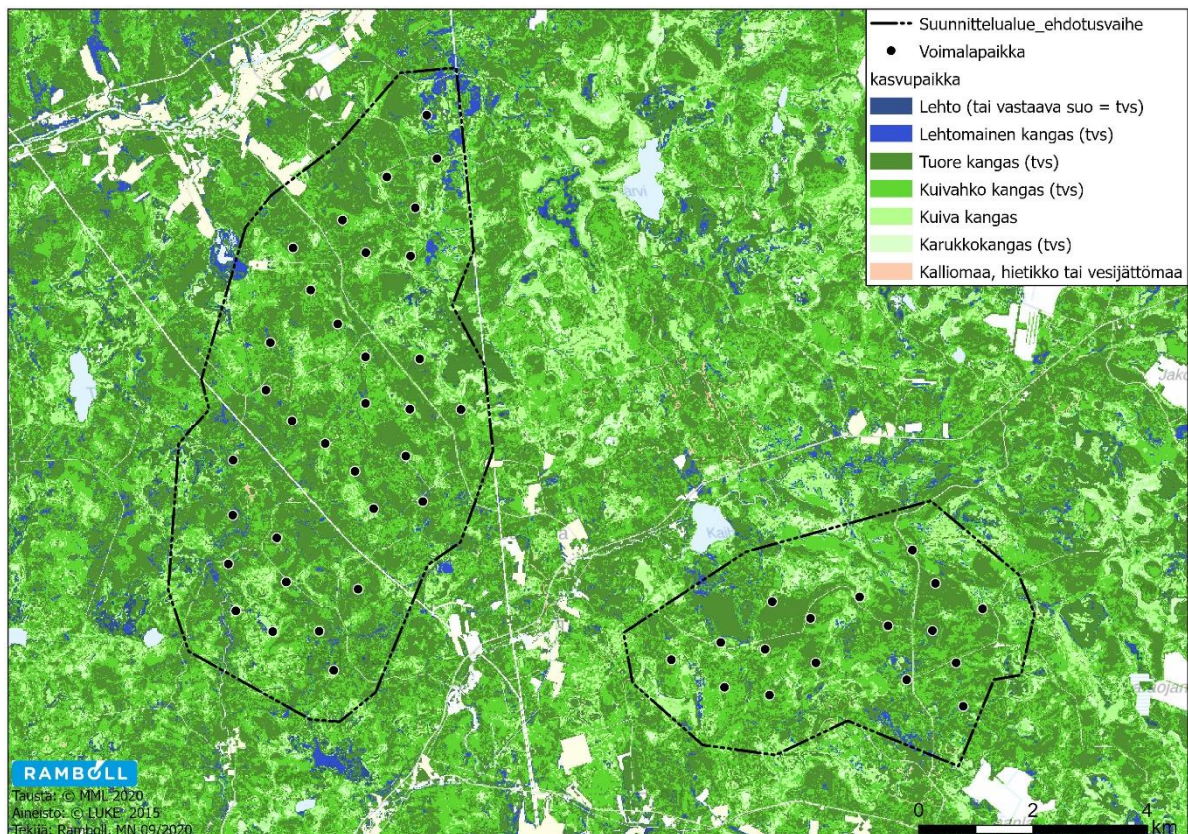 Suunnittelualue_ehdotusvaihe
Voimalapaikka
kasvupaikka
Lehto (tai vastaava suo = tvs)
Lehtomainen kangas (tvs)
Tuore kangas (tvs)
Kuivahko kangas (tvs)
Kuiva kangas
Karukkokangas (tvs)
Kalliomaa, hietikko tai vesijättömaa
RAMBOLL
Tausta: © MML 2020
Aineisto: © LUKE 2015
Tekijä: Ramboll, MN 09/2020
0 2 4
km